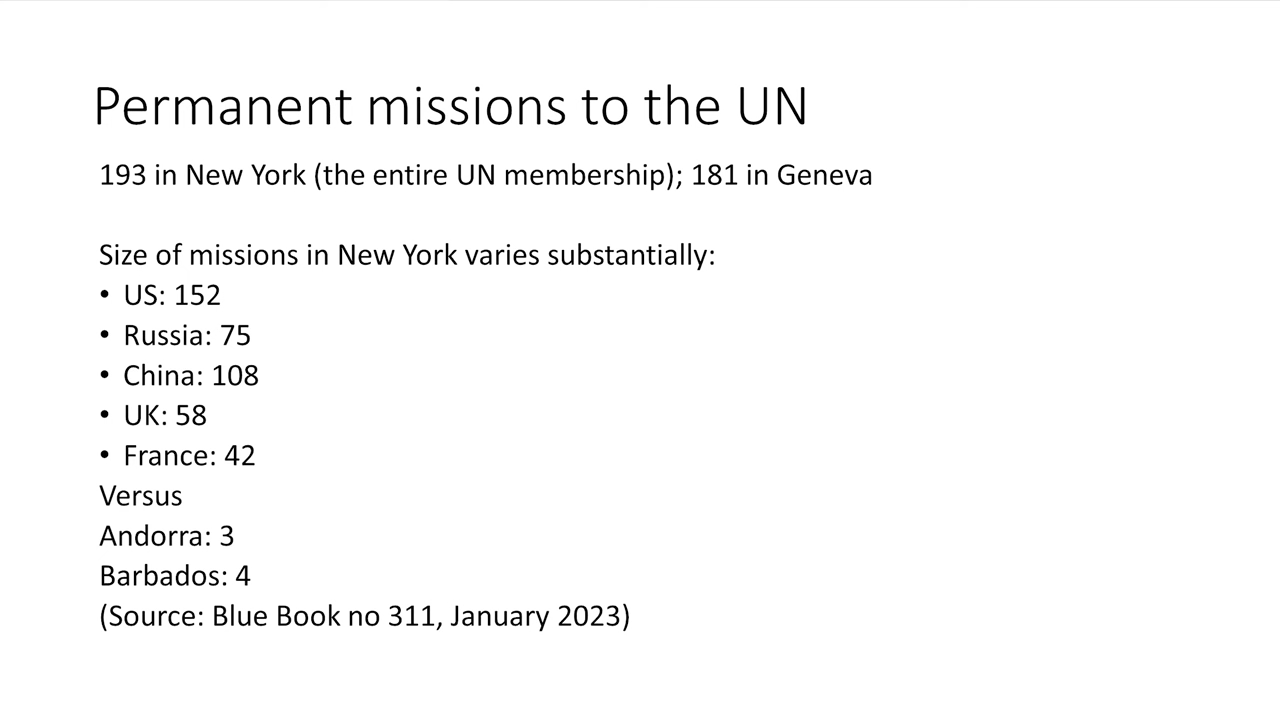 Permanent missions to the UN
193 in New York (the entire UN membership); 181 in Geneva
Size of missions in New York varies substantially:
• US: 152
• Russia: 75
• China: 108
• UK: 58
• France: 42
Versus
Andorra: 3
Barbados: 4
(Source: Blue Book no 311, January 2023)